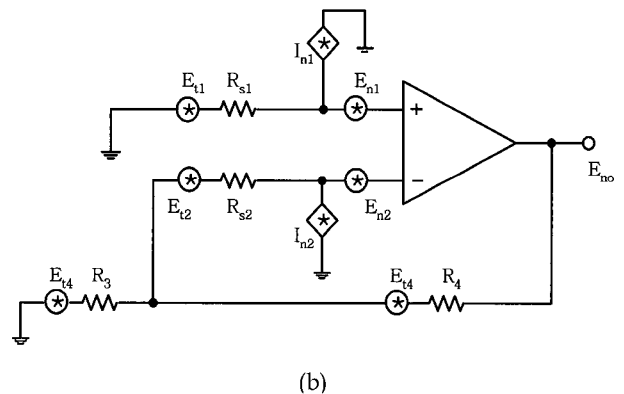 I_n1
E_t1 R_s1 E_n1
+
E_no
−
E_t2 R_s2 E_n2
I_n2
E_t4 R_3 E_t4 R_4
(b)